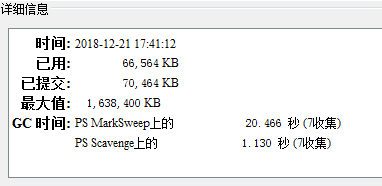 详细信息
时间: 2018-12-21 17:41:12
已用: 66,564 KB
已提交: 70,464 KB
最大值: 1,638,400 KB
GC 时间: PS MarkSweep上的 20.466 秒 (7收集)
PS Scavenge上的 1.130 秒 (7收集)